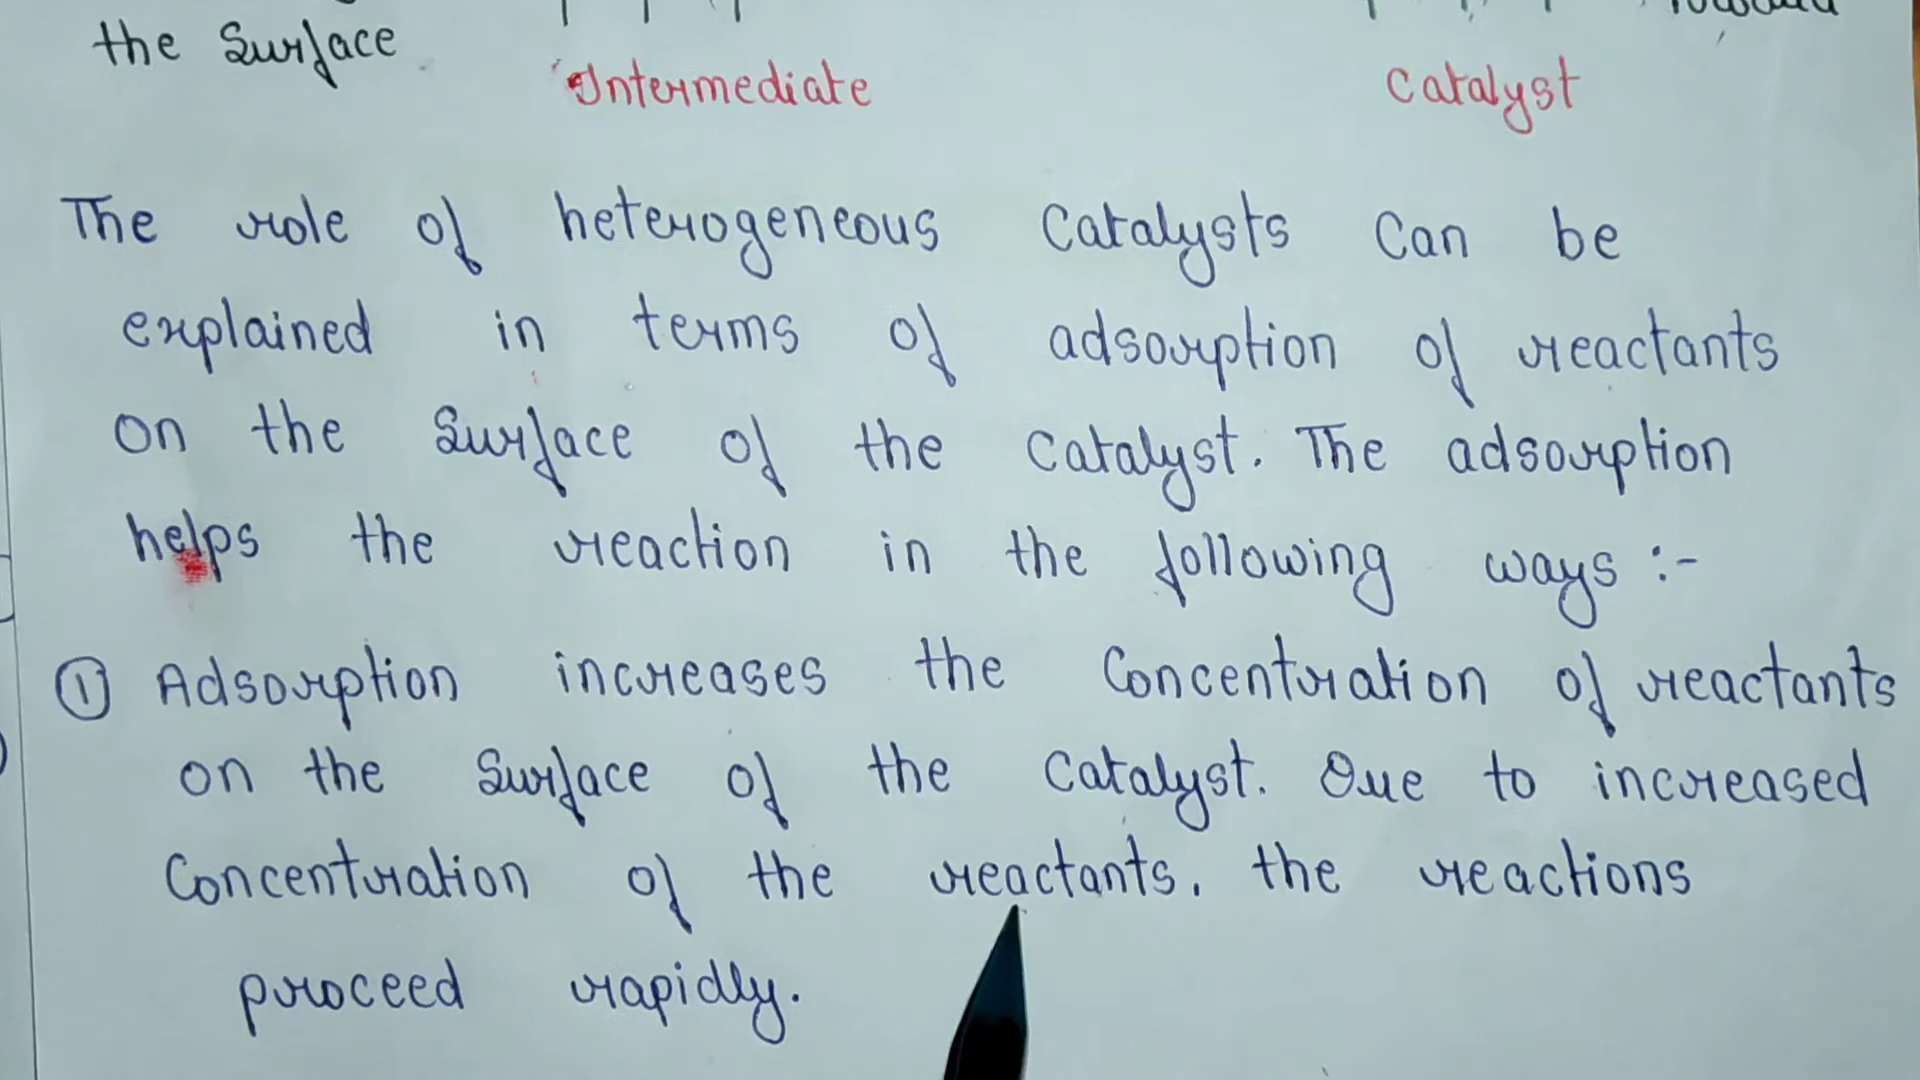 the Surface
Intermediate
Catalyst
The role of heterogeneous Catalysts Can be
explained in terms of adsorption of reactants
on the Surface of the Catalyst. The adsorption
helps the reaction in the following ways :-
① Adsorption increases the Concentration of reactants
on the Surface of the Catalyst. Due to increased
Concentration of the reactants, the reactions
proceed rapidly.